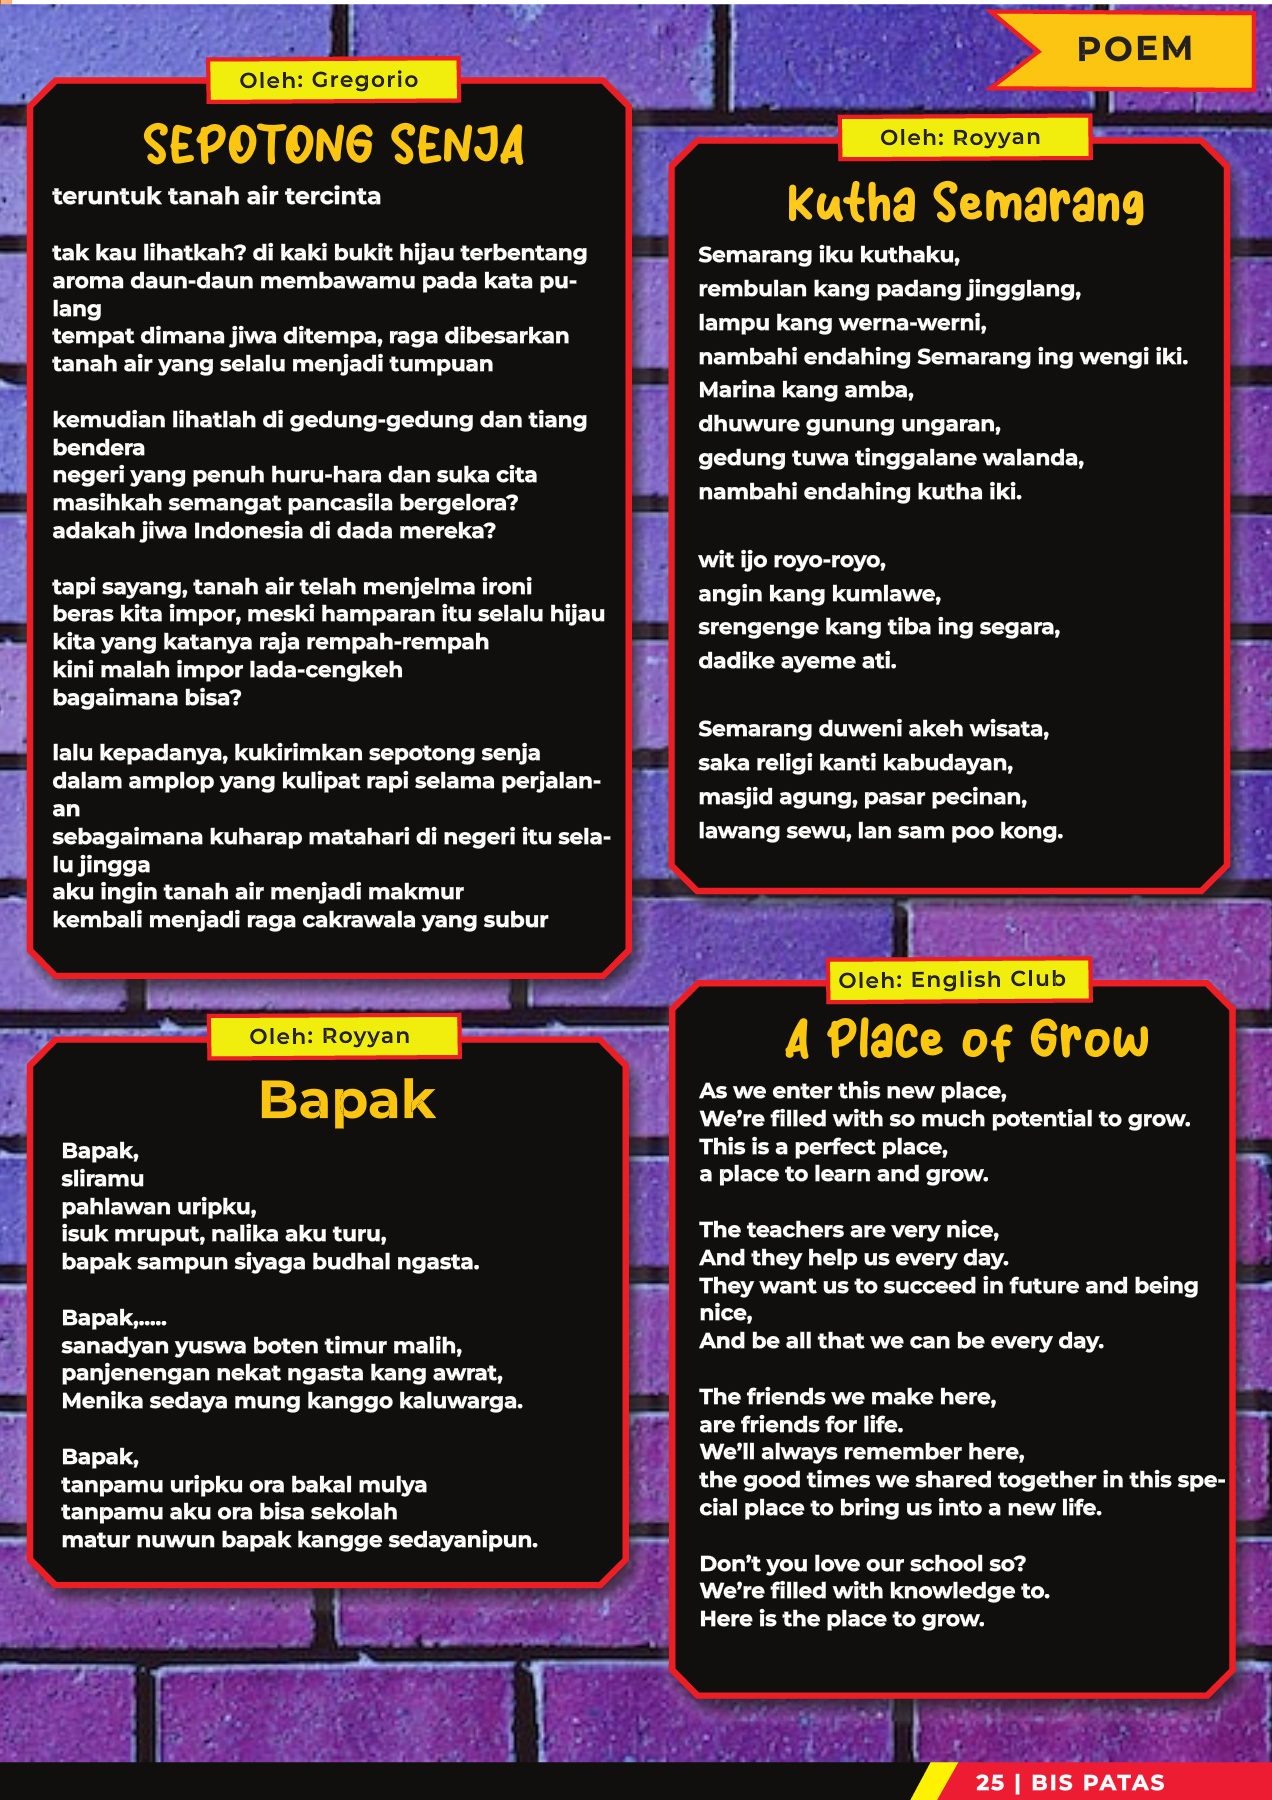 POEM
Oleh: Gregorio
SEPOTONG SENJA
teruntuk tanah air tercinta
tak kau lihatkah? di kaki bukit hijau terbentang
aroma daun-daun membawamu pada kata pu-
lang
tempat dimana jiwa ditempa, raga dibesarkan
tanah air yang selalu menjadi tumpuan
kemudian lihatlah di gedung-gedung dan tiang
bendera
negeri yang penuh huru-hara dan suka cita
masihkah semangat pancasila bergelora?
adakah jiwa Indonesia di dada mereka?
tapi sayang, tanah air telah menjelma ironi
beras kita impor, meski hamparan itu selalu hijau
kita yang katanya raja rempah-rempah
kini malah impor lada-cengkeh
bagaimana bisa?
lalu kepadanya, kukirimkan sepotong senja
dalam amplop yang kulipat rapi selama perjalan-
an
sebagaimana kuharap matahari di negeri itu sela-
lu jingga
aku ingin tanah air menjadi makmur
kembali menjadi raga cakrawala yang subur
Oleh: Royyan
Bapak
Bapak,
sliramu
pahlawan uripku,
isuk mruput, nalika aku turu,
bapak sampun siyaga budhal ngasta.
Bapak,.....
sanadyan yuswa boten timur malih,
panjenengan nekat ngasta kang awrat,
Menika sedaya mung kanggo kaluwarga.
Bapak,
tanpamu uripku ora bakal mulya
tanpamu aku ora bisa sekolah
matur nuwun bapak kangge sedayanipun.
Oleh: Royyan
Kutha Semarang
Semarang iku kuthaku,
rembulan kang padang jingglang,
lampu kang werna-werni,
nambahi endahing Semarang ing wengi iki.
Marina kang amba,
dhuwure gunung ungaran,
gedung tuwa tinggalane walanda,
nambahi endahing kutha iki.
wit ijo royo-royo,
angin kang kumlawe,
srengenge kang tiba ing segara,
dadike ayeme ati.
Semarang duweni akeh wisata,
saka religi kanti kabudayan,
masjid agung, pasar pecinan,
lawang sewu, lan sam poo kong.
Oleh: English Club
A Place of Grow
As we enter this new place,
We’re filled with so much potential to grow.
This is a perfect place,
a place to learn and grow.
The teachers are very nice,
And they help us every day.
They want us to succeed in future and being
nice,
And be all that we can be every day.
The friends we make here,
are friends for life.
We’ll always remember here,
the good times we shared together in this spe-
cial place to bring us into a new life.
Don’t you love our school so?
We’re filled with knowledge to.
Here is the place to grow.
25 | BIS PATAS